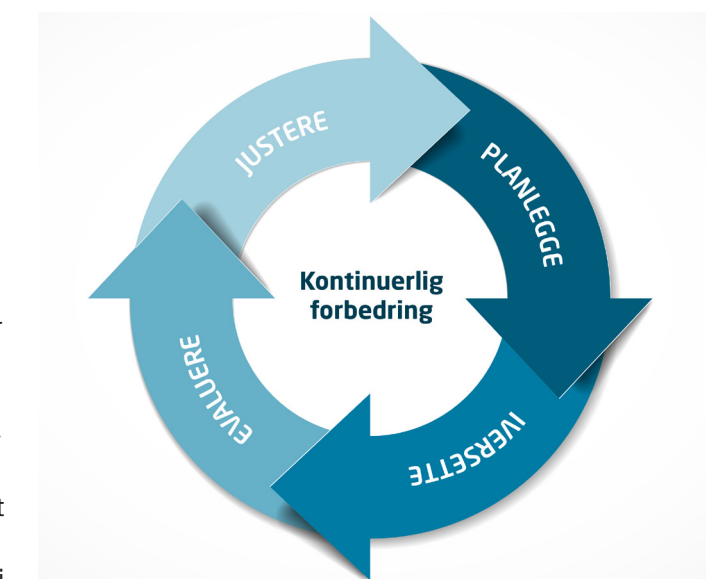 JUSTERE
PLANLEGGE
Kontinuerlig
forbedring
EVALUERE
IVERSETTE
t
i